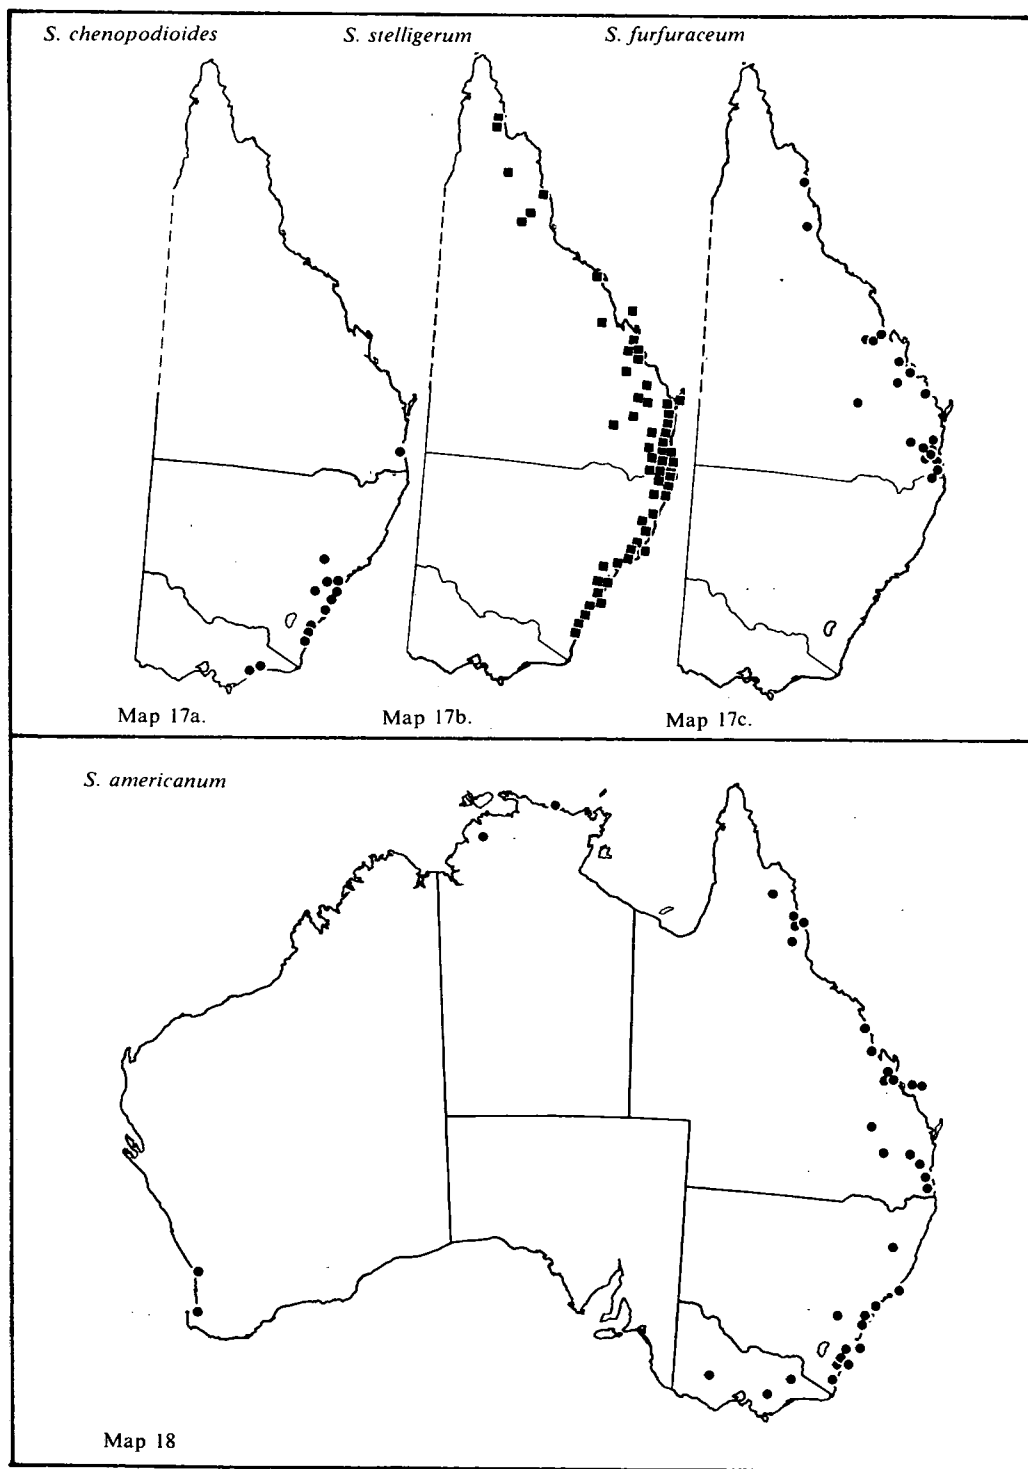 S. chenopodioides
S. stelligerum
S. furfuraceum
Map 17a.
Map 17b.
Map 17c.
S. americanum
Map 18